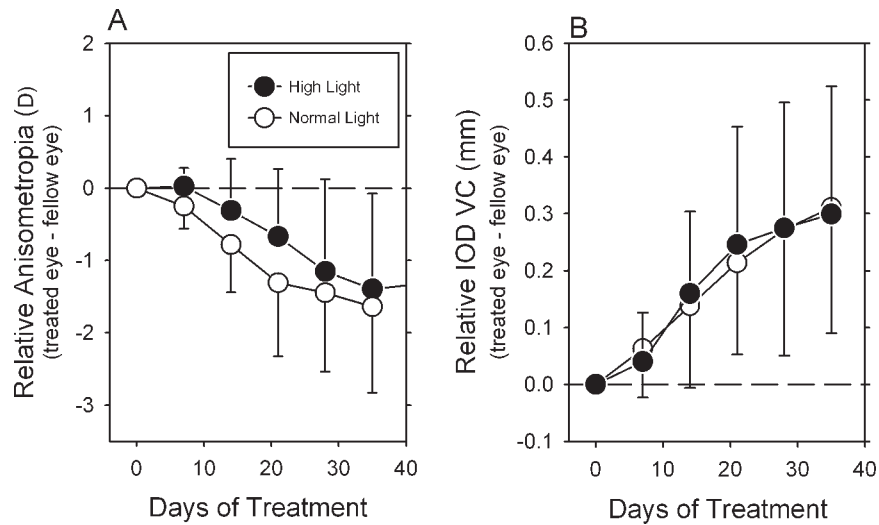 A
2
1
0
-1
-2
-3
0
10
20
30
40
Relative Anisometropia (D)
(treated eye - fellow eye)
Days of Treatment
High Light
Normal Light
B
0.6
0.5
0.4
0.3
0.2
0.1
0.0
-0.1
0
10
20
30
40
Relative IOD VC (mm)
(treated eye - fellow eye)
Days of Treatment